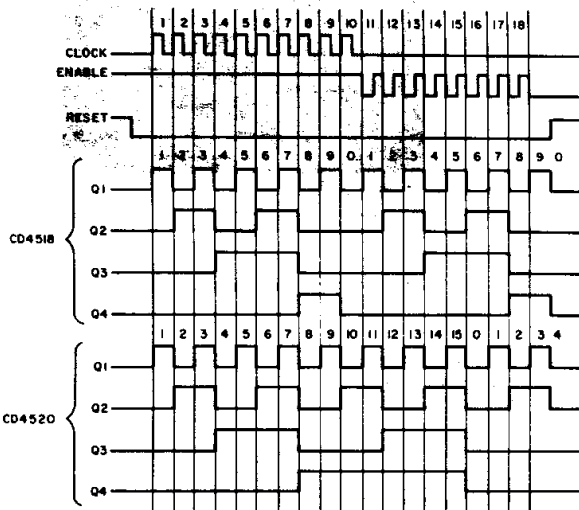 1 2 3 4 5 6 7 8 9 10 11 12 13 14 15 16 17 18
CLOCK
ENABLE
RESET
1 2 3 4 5 6 7 8 9 0 1 2 3 4 5 6 7 8 9 0
Q1
Q2
CD4518
Q3
Q4
1 2 3 4 5 6 7 8 9 10 11 12 13 14 15 0 1 2 3 4
Q1
Q2
CD4520
Q3
Q4